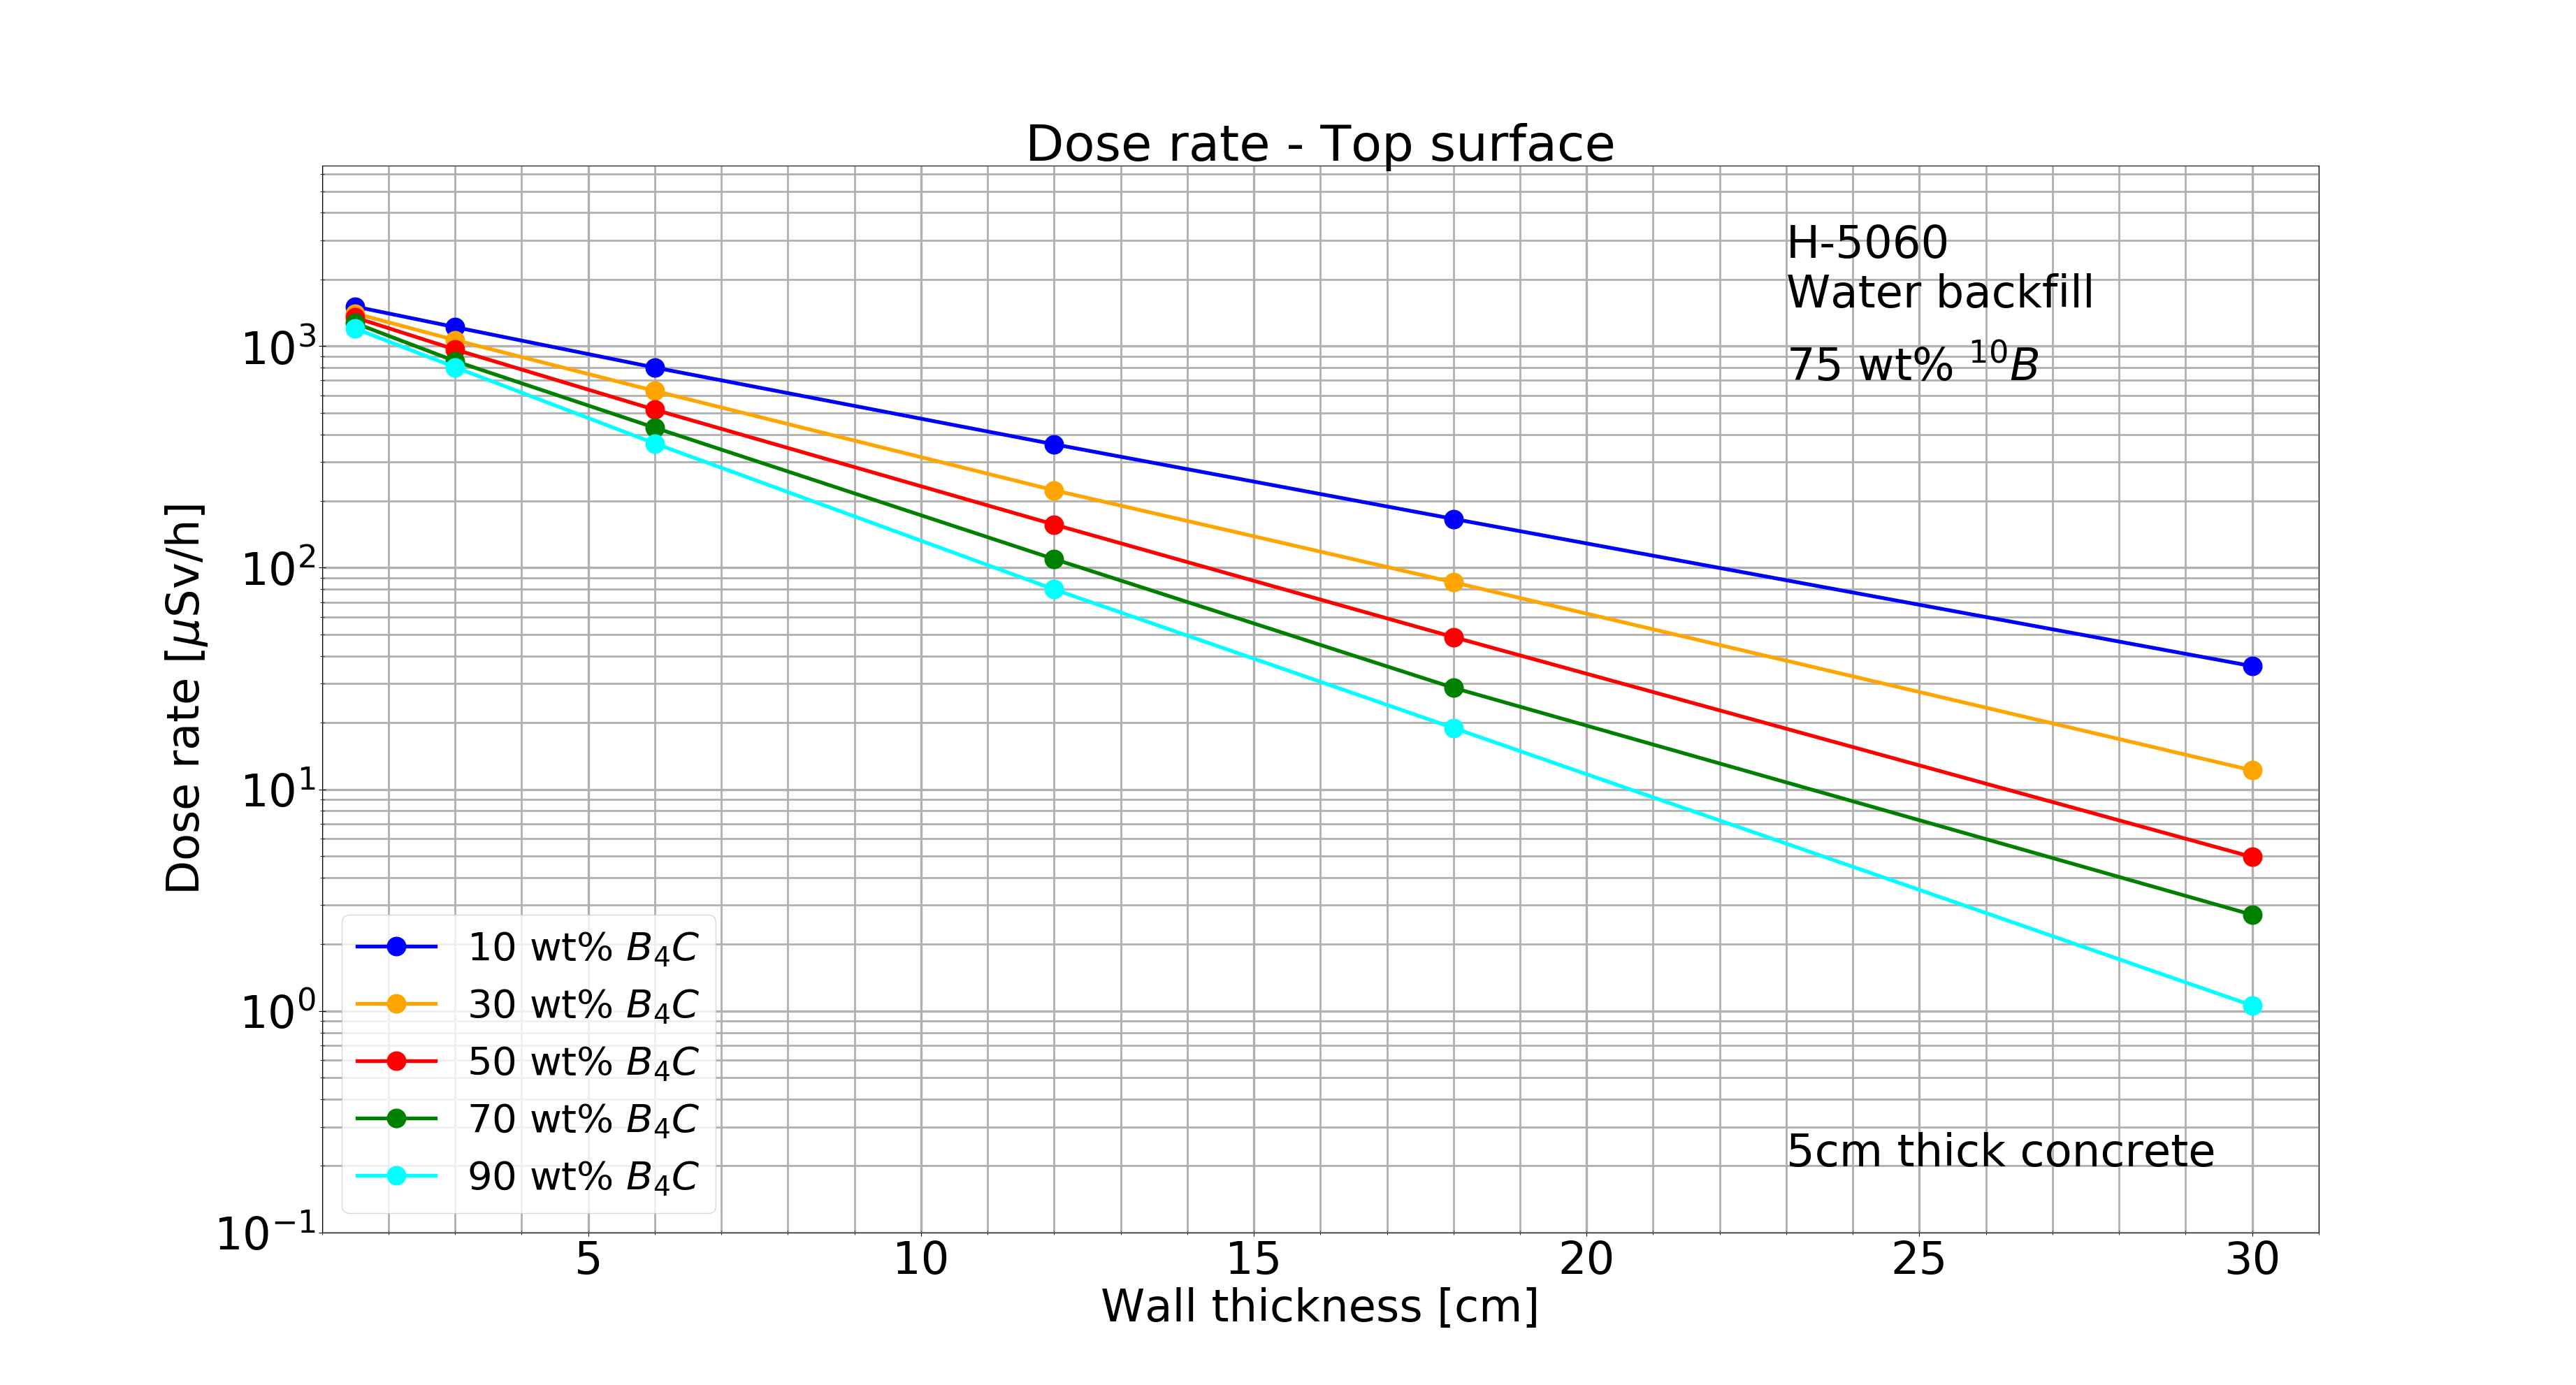 Dose rate - Top surface
H-5060
Water backfill
75 wt% ¹⁰B
Dose rate [μSv/h]
10³
10²
10¹
10⁰
10⁻¹
10 wt% B₄C
30 wt% B₄C
50 wt% B₄C
70 wt% B₄C
90 wt% B₄C
5cm thick concrete
5 10 15 20 25 30
Wall thickness [cm]